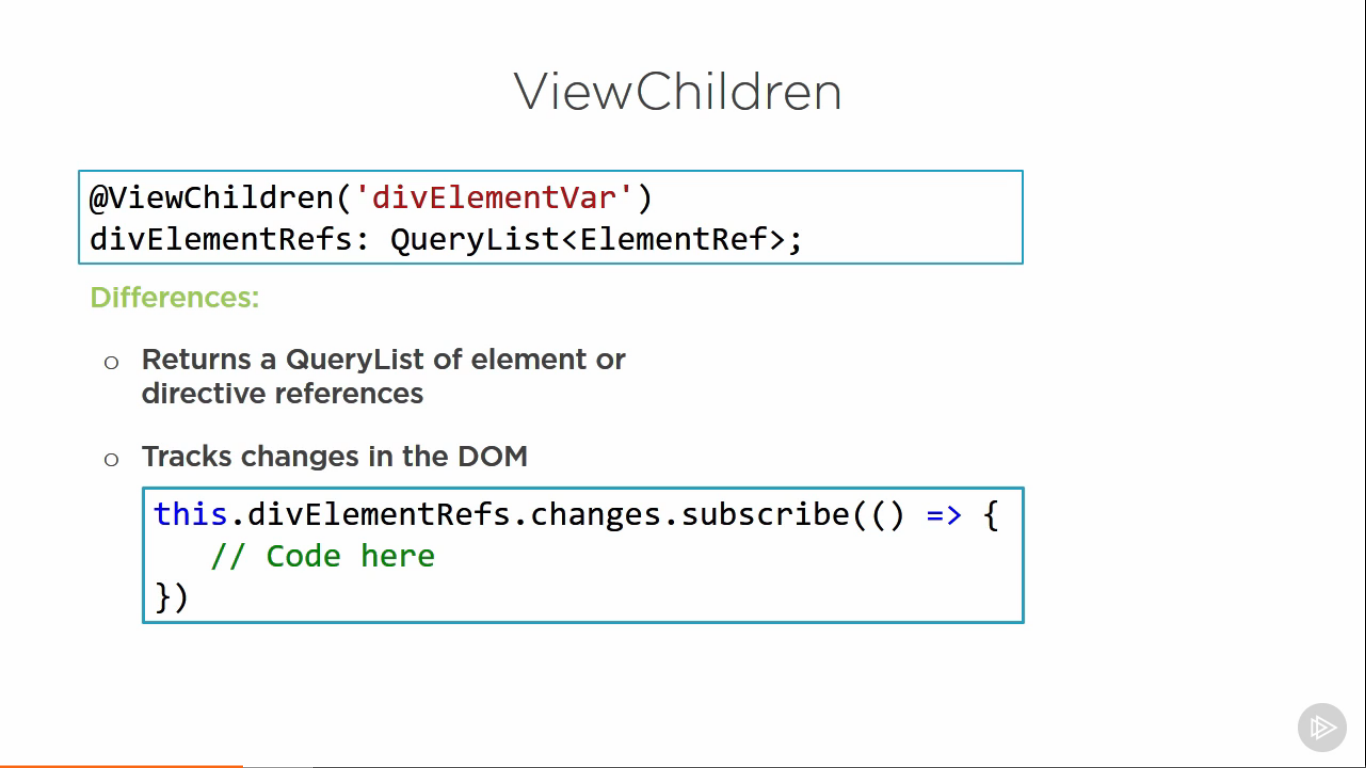 ViewChildren
@ViewChildren('divElementVar')
divElementRefs: QueryList<ElementRef>;
Differences:
o Returns a QueryList of element or
directive references
o Tracks changes in the DOM
this.divElementRefs.changes.subscribe(() => {
// Code here
})